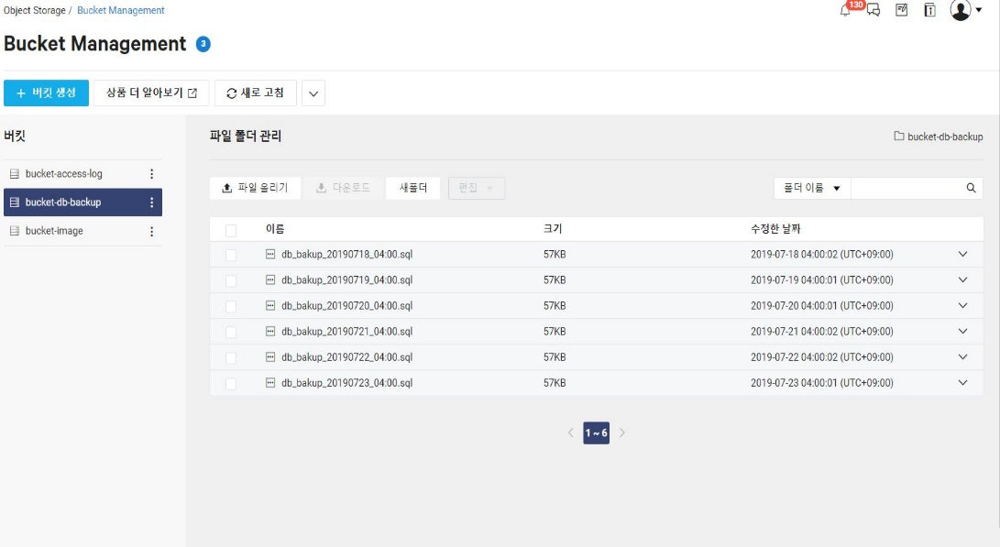 Object Storage / Bucket Management
130
Bucket Management 3
+ 버킷 생성 상품 더 알아보기 새로 고침
버킷
bucket-access-log
bucket-db-backup
bucket-image
파일 폴더 관리 bucket-db-backup
파일 올리기 다운로드 새폴더 편집 폴더 이름
이름 크기 수정한 날짜
db_bakup_20190718_04:00.sql 57KB 2019-07-18 04:00:02 (UTC+09:00)
db_bakup_20190719_04:00.sql 57KB 2019-07-19 04:00:01 (UTC+09:00)
db_bakup_20190720_04:00.sql 57KB 2019-07-20 04:00:01 (UTC+09:00)
db_bakup_20190721_04:00.sql 57KB 2019-07-21 04:00:02 (UTC+09:00)
db_bakup_20190722_04:00.sql 57KB 2019-07-22 04:00:02 (UTC+09:00)
db_bakup_20190723_04:00.sql 57KB 2019-07-23 04:00:01 (UTC+09:00)
1 ~ 6